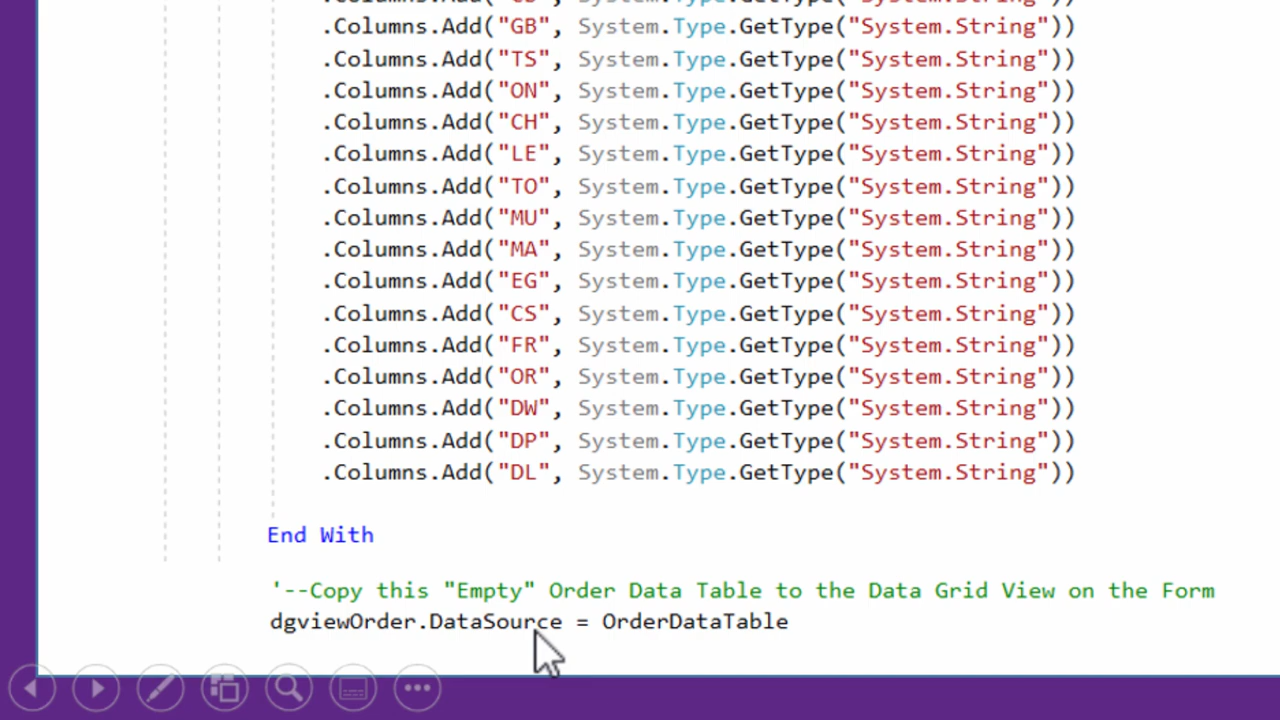 .Columns.Add("GB", System.Type.GetType("System.String"))
.Columns.Add("TS", System.Type.GetType("System.String"))
.Columns.Add("ON", System.Type.GetType("System.String"))
.Columns.Add("CH", System.Type.GetType("System.String"))
.Columns.Add("LE", System.Type.GetType("System.String"))
.Columns.Add("TO", System.Type.GetType("System.String"))
.Columns.Add("MU", System.Type.GetType("System.String"))
.Columns.Add("MA", System.Type.GetType("System.String"))
.Columns.Add("EG", System.Type.GetType("System.String"))
.Columns.Add("CS", System.Type.GetType("System.String"))
.Columns.Add("FR", System.Type.GetType("System.String"))
.Columns.Add("OR", System.Type.GetType("System.String"))
.Columns.Add("DW", System.Type.GetType("System.String"))
.Columns.Add("DP", System.Type.GetType("System.String"))
.Columns.Add("DL", System.Type.GetType("System.String"))
End With
'--Copy this "Empty" Order Data Table to the Data Grid View on the Form
dgviewOrder.DataSource = OrderDataTable